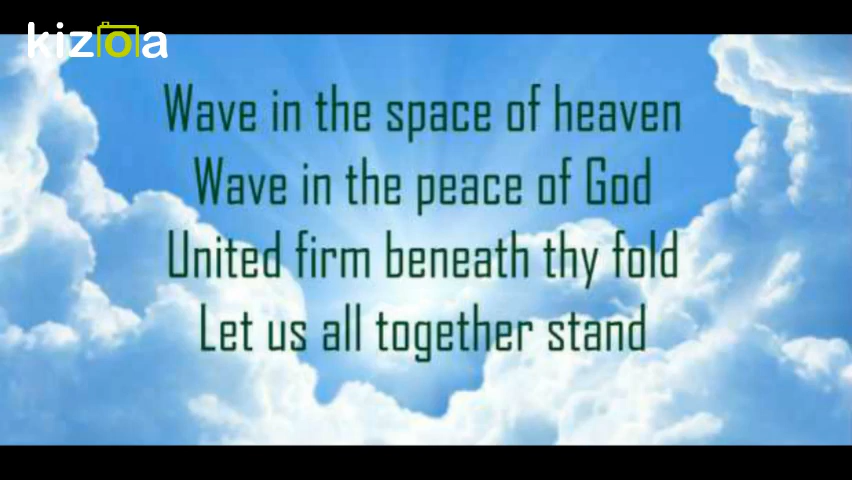 kizoa
Wave in the space of heaven
Wave in the peace of God
United firm beneath thy fold
Let us all together stand